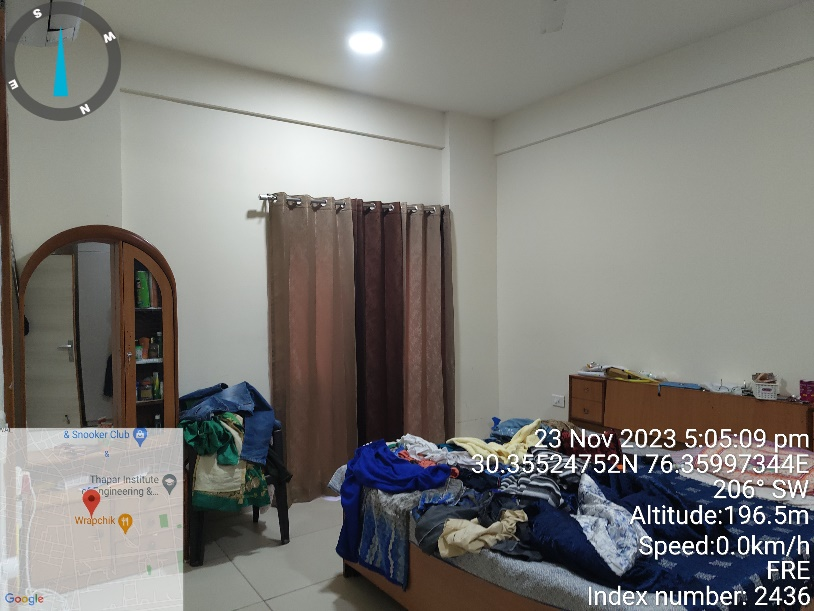 S
W
E
N
& Snooker Club
&
Thapar Institute
of Engineering &...
Wrapchik
Google
23 Nov 2023 5:05:09 pm
30.35524752N 76.35997344E
206° SW
Altitude:196.5m
Speed:0.0km/h
FRE
Index number: 2436